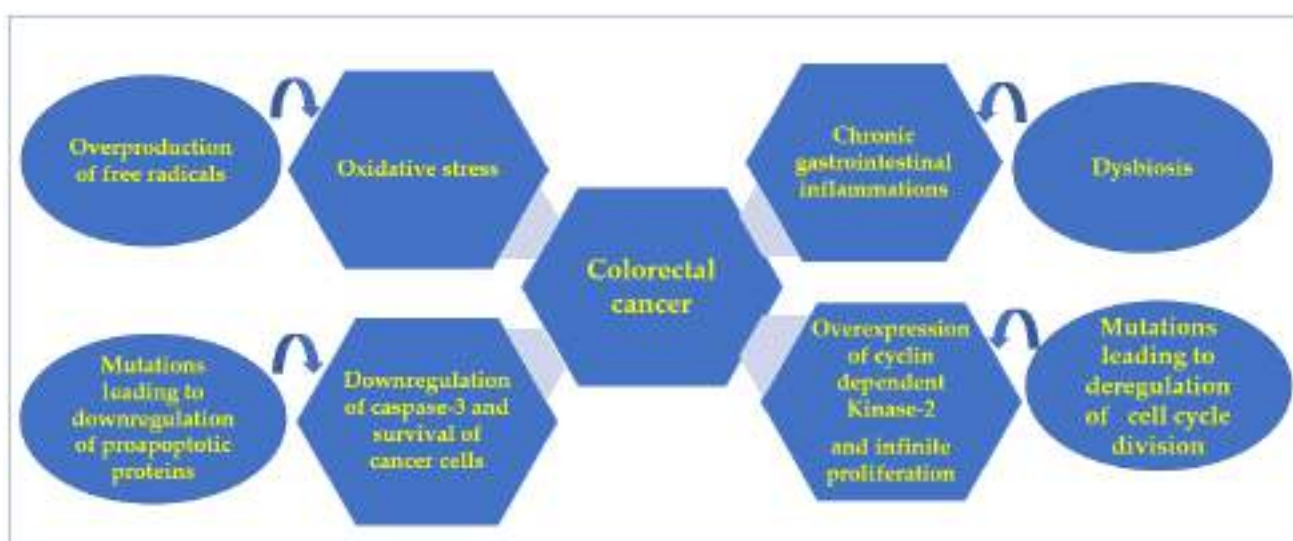 Overproduction
of free radicals
Oxidative stress
Chronic
gastrointestinal
inflammations
Dysbiosis
Colorectal
cancer
Mutations
leading to
downregulation
of proapoptotic
proteins
Downregulation
of caspase-3 and
survival of
cancer cells
Overexpression
of cyclin
dependent
Kinase-2
and infinite
proliferation
Mutations
leading to
deregulation
of cell cycle
division